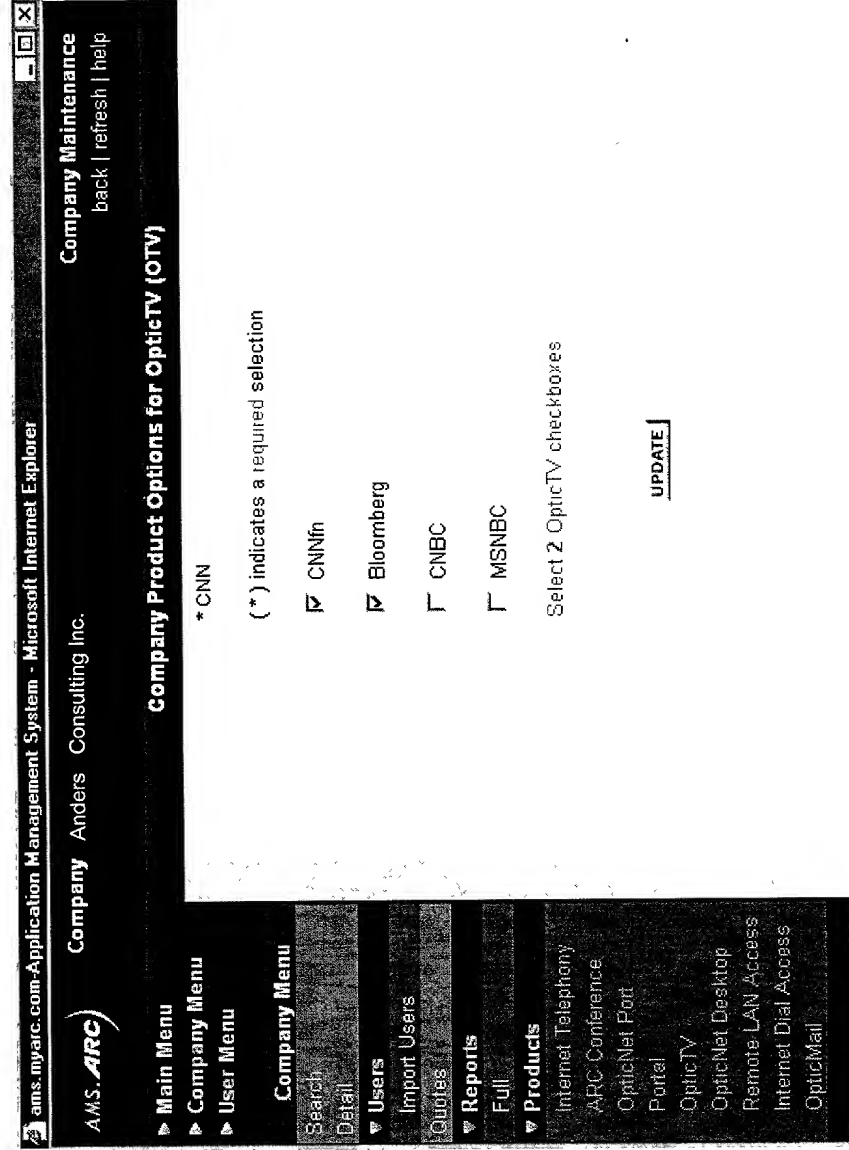 ams.myarc.com-Application Management System - Microsoft Internet Explorer
AMS.ARC
Company Anders Consulting Inc.
Company Maintenance
back | refresh | help
▶ Main Menu
▶ Company Menu
▶ User Menu
Company Menu
Search
Detail
▼ Users
Import Users
Quotes
▼ Reports
Full
▼ Products
Internet Telephony
ARC Conference
OpticNet Port
Portal
OpticTV
OpticNet Desktop
Remote LAN Access
Internet Dial Access
OpticMail
Company Product Options for OpticTV (OTV)
* CNN
(*) indicates a required selection
CNNfn
Bloomberg
CNBC
MSNBC
Select 2 OpticTV checkboxes
UPDATE